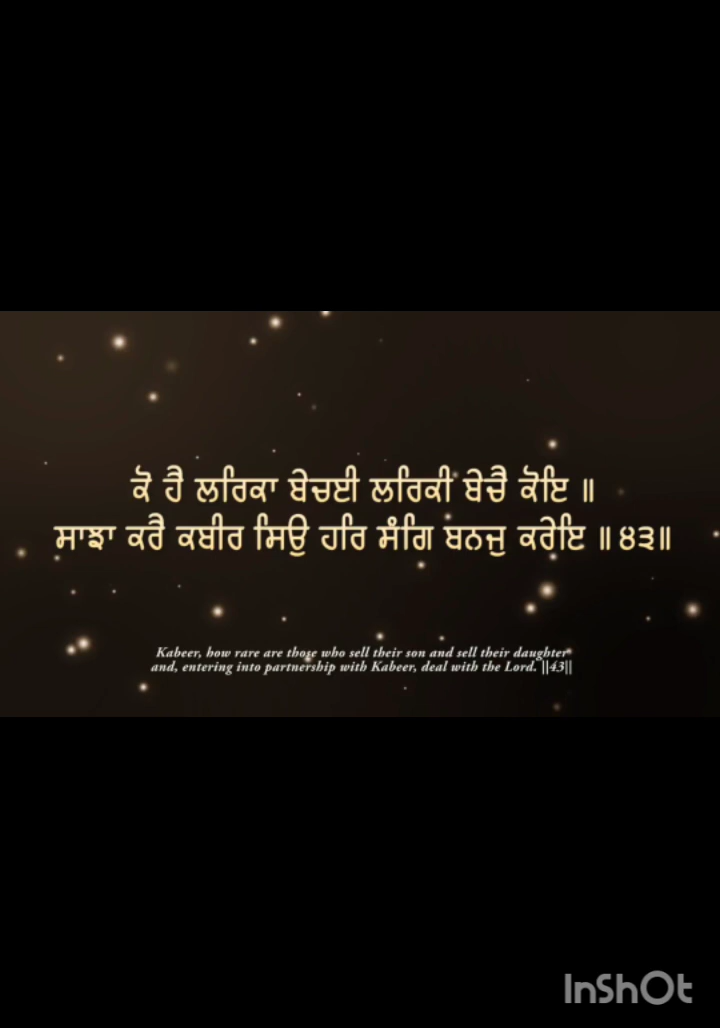 ਕੋ ਹੈ ਲਰਿਕਾ ਬੇਚਈ ਲਰਿਕੀ ਬੇਚੈ ਕੋਇ ॥
ਸਾਝਾ ਕਰੈ ਕਬੀਰ ਸਿਉ ਹਰਿ ਸੰਗਿ ਬਨਜੁ ਕਰੇਇ ॥੪੩॥
Kabeer, how rare are those who sell their son and sell their daughter
and, entering into partnership with Kabeer, deal with the Lord. ||43||
InShOt